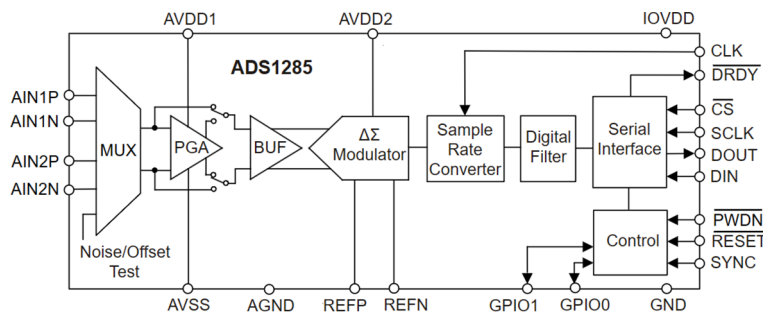 AVDD1
AVDD2
IOVDD
ADS1285
CLK
DRDY
AIN1P
AIN1N
AIN2P
AIN2N
MUX
PGA
BUF
ΔΣ
Modulator
Sample
Rate
Converter
Digital
Filter
Serial
Interface
CS
SCLK
DOUT
DIN
Noise/Offset
Test
Control
PWDN
RESET
SYNC
AVSS
AGND
REFP
REFN
GPIO1
GPIO0
GND